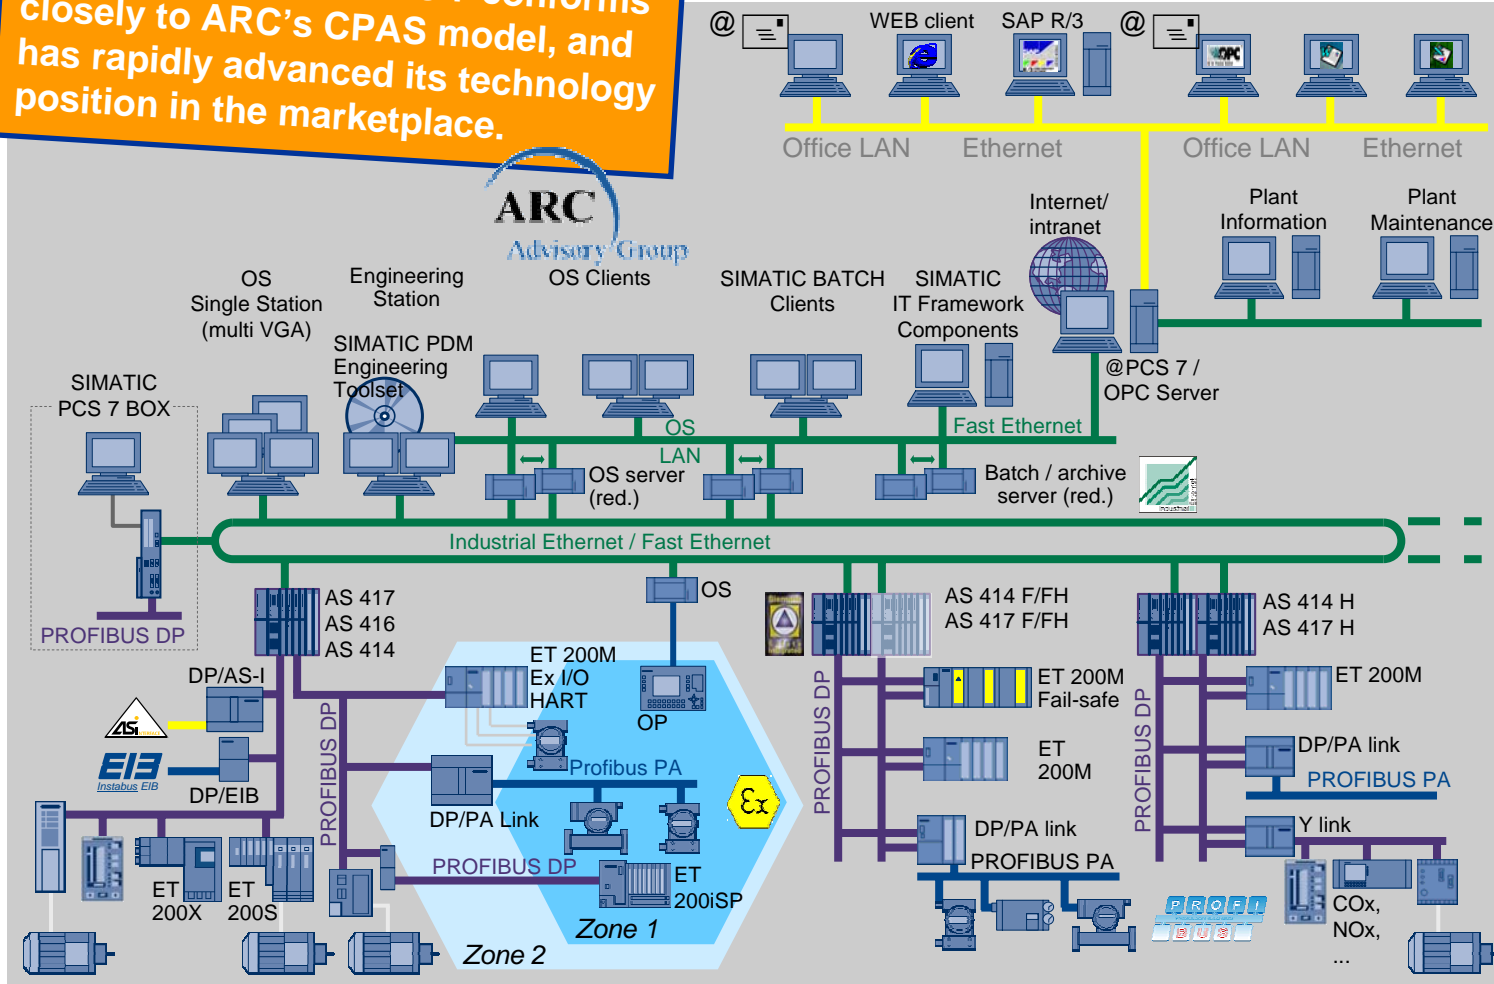 conforms
closely to ARC's CPAS model, and
has rapidly advanced its technology
position in the marketplace.
ARC
Advisory Group
@
WEB client
SAP R/3
@
OPC
Office LAN
Ethernet
Office LAN
Ethernet
Internet/
intranet
Plant
Information
Plant
Maintenance
OS
Single Station
(multi VGA)
Engineering
Station
OS Clients
SIMATIC BATCH
Clients
SIMATIC
IT Framework
Components
SIMATIC PDM
Engineering
Toolset
@PCS 7 /
OPC Server
SIMATIC
PCS 7 BOX
OS
LAN
Fast Ethernet
OS server
(red.)
Batch / archive
server (red.)
Industrial Ethernet / Fast Ethernet
PROFIBUS DP
AS 417
AS 416
AS 414
OS
AS 414 F/FH
AS 417 F/FH
AS 414 H
AS 417 H
DP/AS-I
ET 200M
Ex I/O
HART
OP
ET 200M
Fail-safe
ET 200M
ASi
EIB
Instabus EIB
DP/EIB
PROFIBUS DP
Profibus PA
DP/PA Link
Ex
PROFIBUS DP
ET
200M
PROFIBUS DP
DP/PA link
PROFIBUS PA
DP/PA link
PROFIBUS PA
Y link
ET
200X
ET
200S
PROFIBUS DP
ET
200iSP
Zone 1
Zone 2
PROFI
BUS
COx,
NOx,
...